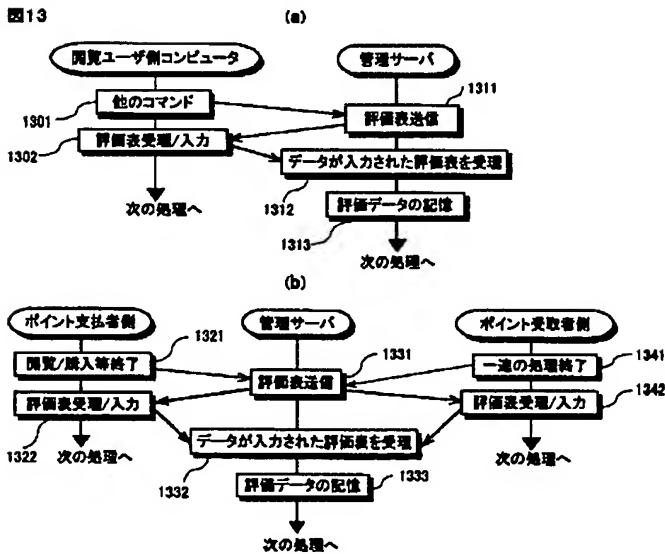 図13
(a)
閲覧ユーザ側コンピュータ
管理サーバ
1311
他のコマンド
1301
評価表送信
1302
評価表受理/入力
データが入力された評価表を受理
1312
次の処理へ
評価データの記憶
1313
次の処理へ
(b)
ポイント支払者側
管理サーバ
ポイント受取者側
1321
1331
閲覧/購入等終了
一連の処理終了
1341
評価表送信
1342
評価表受理/入力
評価表受理/入力
1322
次の処理へ
データが入力された評価表を受理
次の処理へ
1332
1333
評価データの記憶
次の処理へ